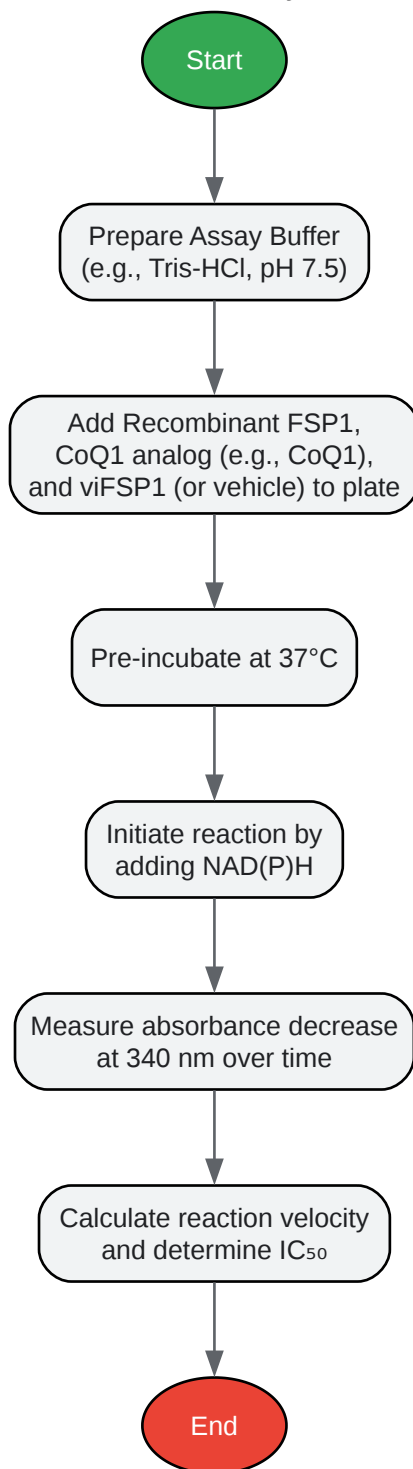 Start
Prepare Assay Buffer
(e.g., Tris-HCl, pH 7.5)
Add Recombinant FSP1,
CoQ1 analog (e.g., CoQ1),
and viFSP1 (or vehicle) to plate
Pre-incubate at 37°C
Initiate reaction by
adding NAD(P)H
Measure absorbance decrease
at 340 nm over time
Calculate reaction velocity
and determine IC₅₀
End